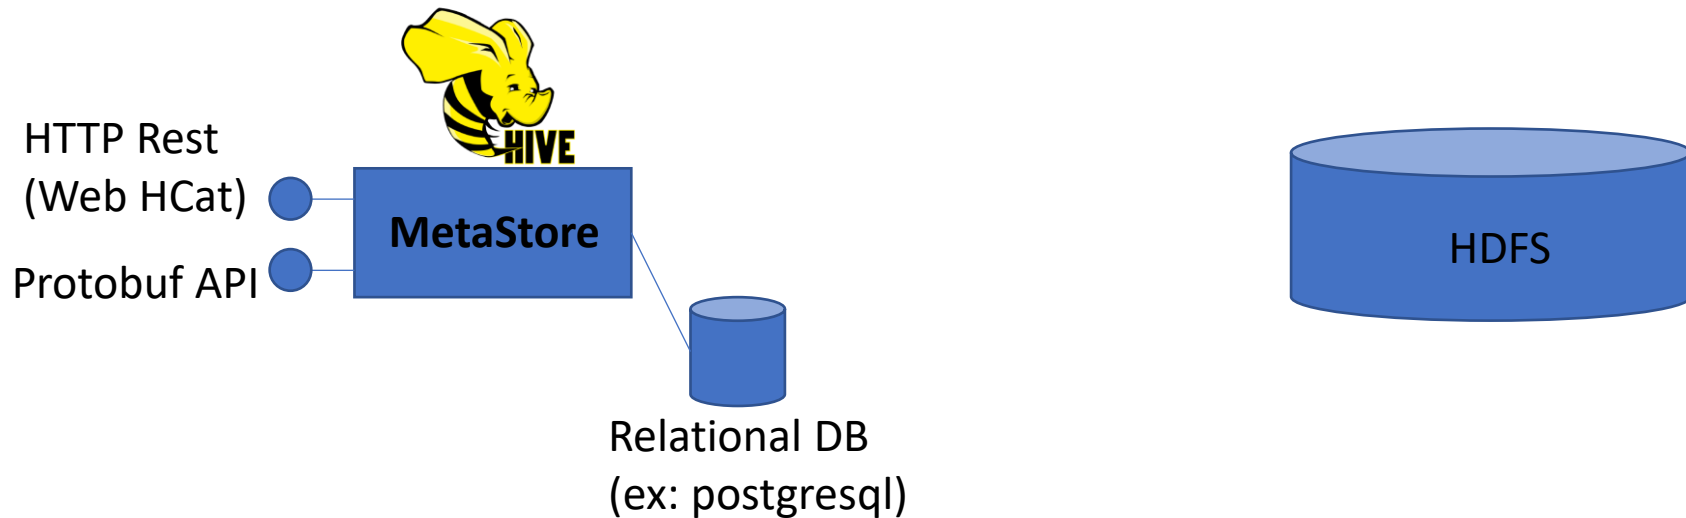 HIVE
HTTP Rest
(Web HCat)
MetaStore
Protobuf API
HDFS
Relational DB
(ex: postgresql)